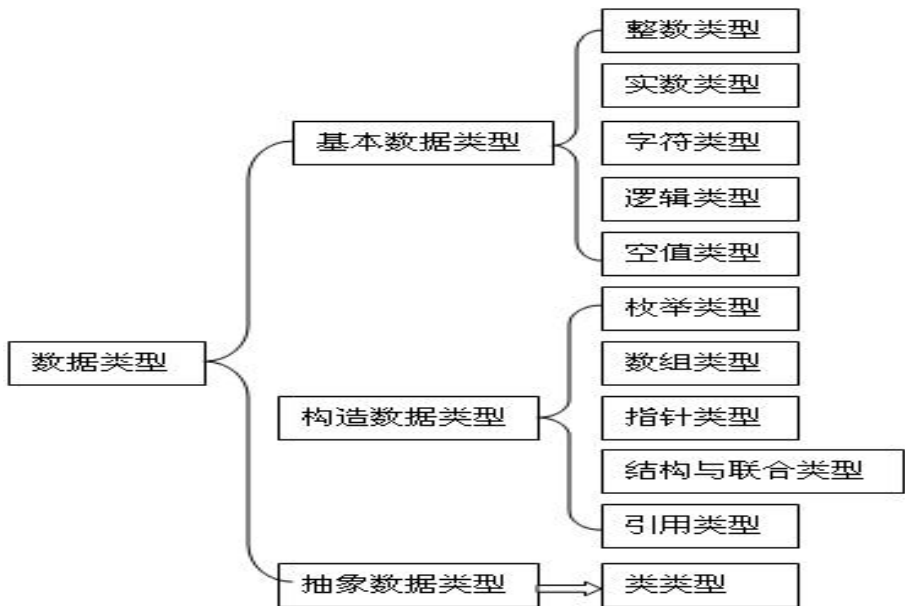 数据类型
基本数据类型
整数类型
实数类型
字符类型
逻辑类型
空值类型
构造数据类型
枚举类型
数组类型
指针类型
结构与联合类型
引用类型
抽象数据类型
类类型